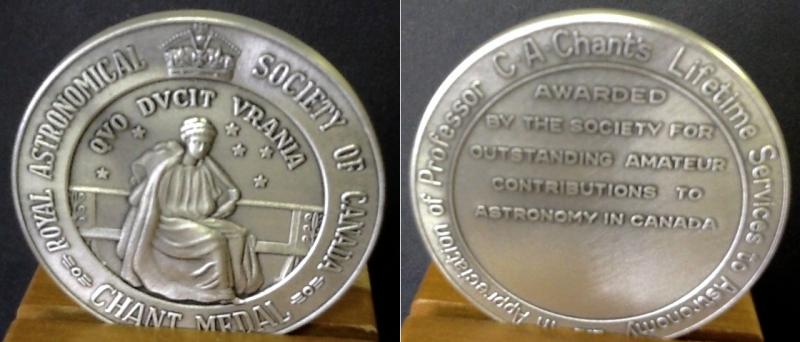 ROYAL ASTRONOMICAL SOCIETY OF CANADA
QVO DVCIT VRANIA
CHANT MEDAL
In Appreciation of Professor C A Chant's Lifetime Services to Astronomy
AWARDED
BY THE SOCIETY FOR
OUTSTANDING AMATEUR
CONTRIBUTIONS TO
ASTRONOMY IN CANADA